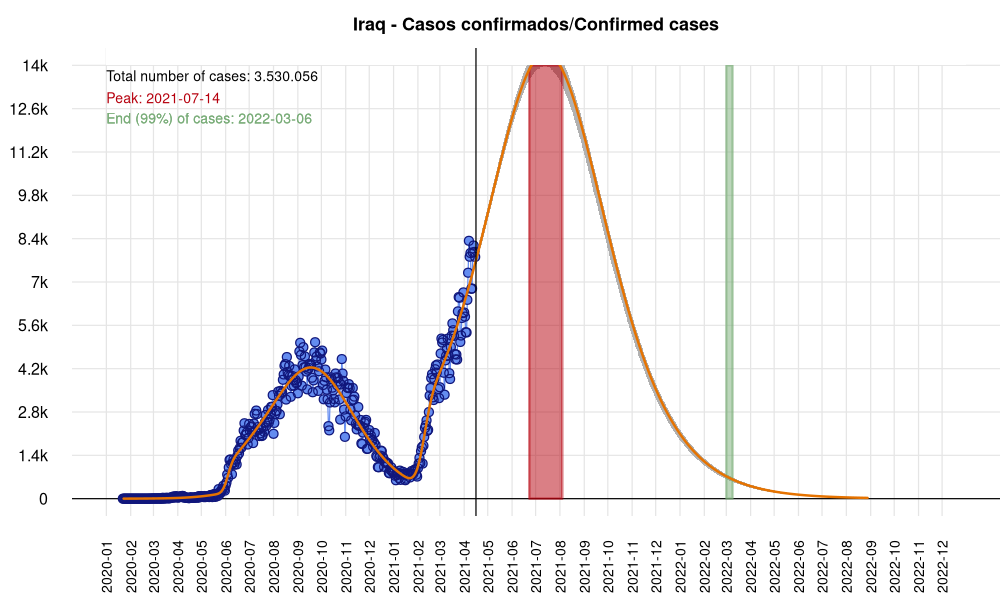 Iraq - Casos confirmados/Confirmed cases
14k
Total number of cases: 3.530.056
Peak: 2021-07-14
End (99%) of cases: 2022-03-06
12.6k
11.2k
9.8k
8.4k
7k
5.6k
4.2k
2.8k
1.4k
0
2020-01
2020-02
2020-03
2020-04
2020-05
2020-06
2020-07
2020-08
2020-09
2020-10
2020-11
2020-12
2021-01
2021-02
2021-03
2021-04
2021-05
2021-06
2021-07
2021-08
2021-09
2021-10
2021-11
2021-12
2022-01
2022-02
2022-03
2022-04
2022-05
2022-06
2022-07
2022-08
2022-09
2022-10
2022-11
2022-12